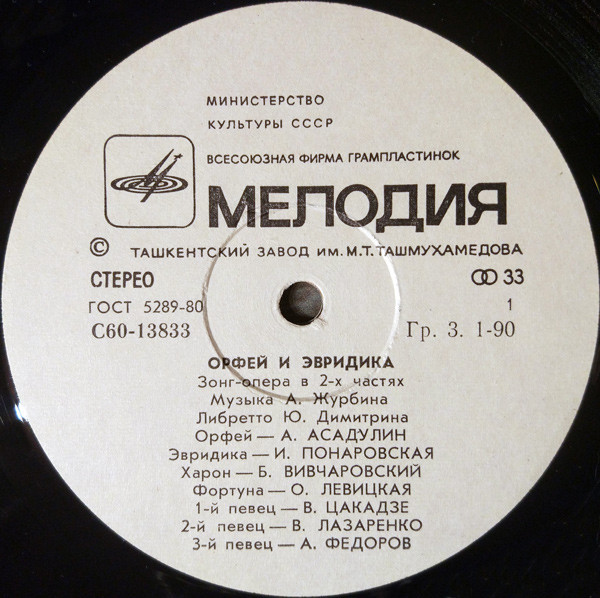 МИНИСТЕРСТВО
КУЛЬТУРЫ СССР
ВСЕСОЮЗНАЯ ФИРМА ГРАМПЛАСТИНОК
МЕЛОДИЯ
© ТАШКЕНТСКИЙ ЗАВОД ИМ. М.Т. ТАШМУХАМЕДОВА
СТЕРЕО 33
ГОСТ 5289-80 1
С60-13833 Гр. 3. 1-90
ОРФЕЙ И ЭВРИДИКА
Зонг-опера в 2-х частях
Музыка А. Журбина
Либретто Ю. Димитрина
Орфей — А. АСАДУЛИН
Эвридика — И. ПОНАРОВСКАЯ
Харон — Б. ВИВЧАРОВСКИЙ
Фортуна — О. ЛЕВИЦКАЯ
1-й певец — В. ЦАКАДЗЕ
2-й певец — В. ЛАЗАРЕНКО
3-й певец — А. ФЕДОРОВ